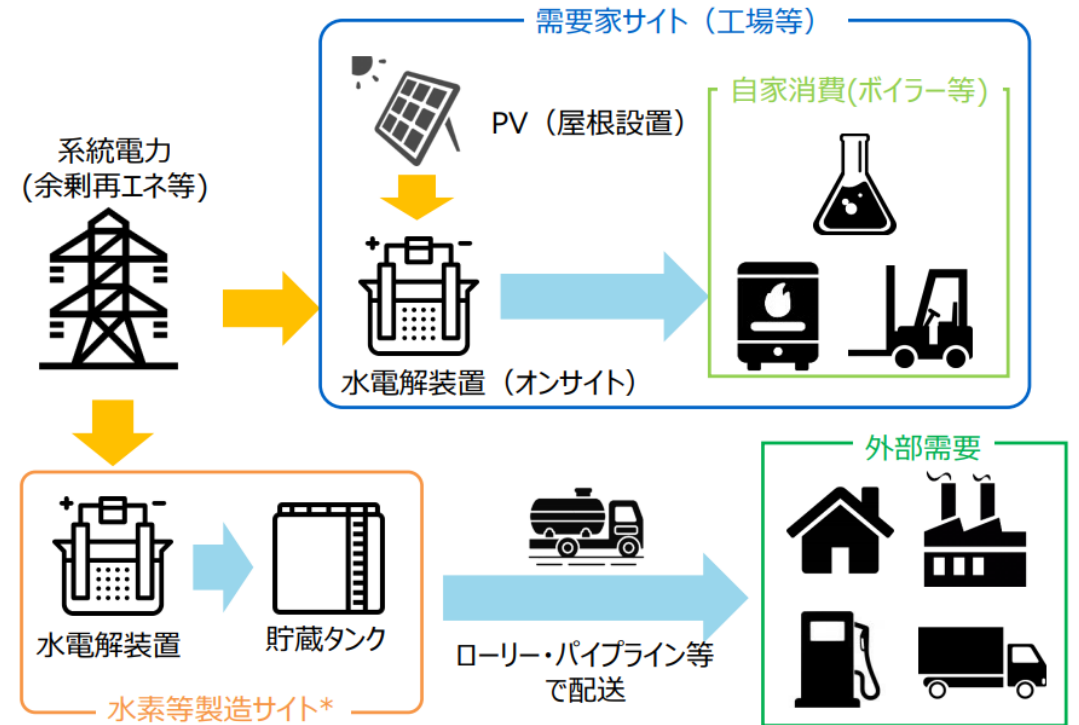 需要家サイト（工場等）
PV（屋根設置）
自家消費(ボイラー等)
系統電力
(余剰再エネ等)
+ −
水電解装置（オンサイト）
外部需要
+ −
水電解装置
貯蔵タンク
ローリー・パイプライン等
で配送
水素等製造サイト*